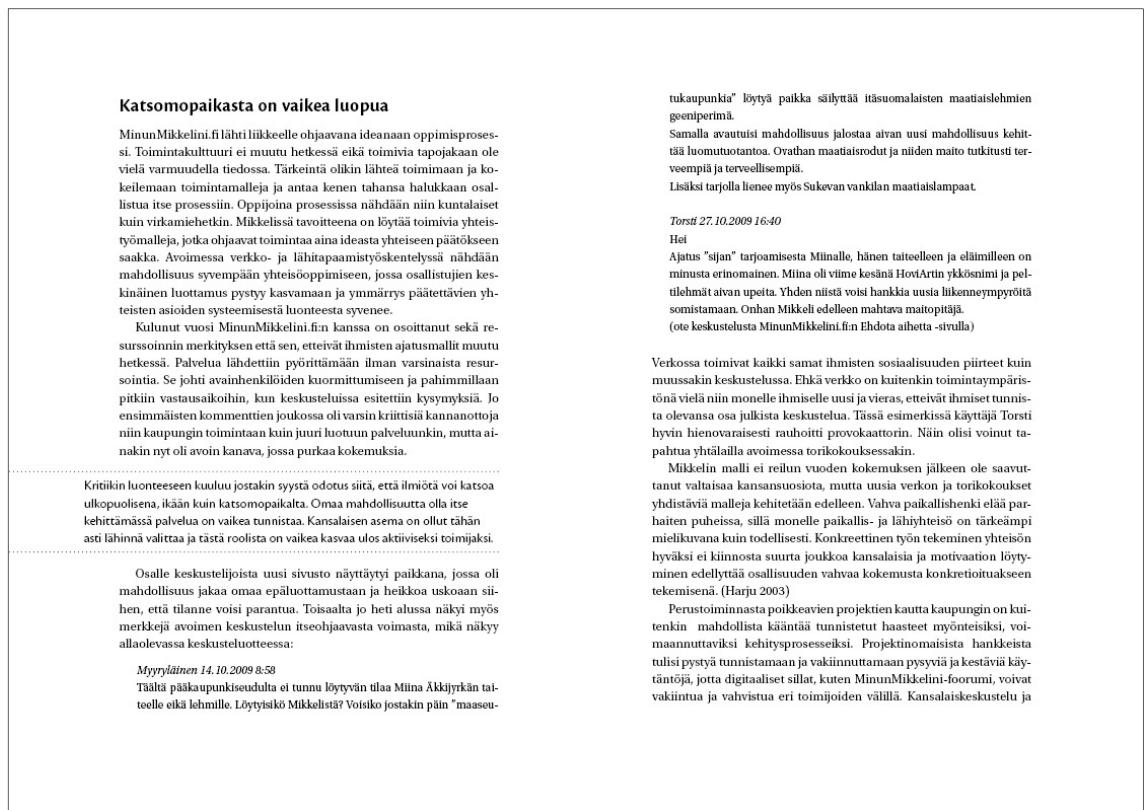 Katsomopaikasta on vaikea luopua
MinunMikkelini.fi lähti liikkeelle ohjaavana ideanaan oppimisproses-
si. Toimintakulttuuri ei muutu hetkessä eikä toimivia tapojakaan ole
vielä varmuudella tiedossa. Tärkeintä olikin lähteä toimimaan ja ko-
keilemaan toimintamalleja ja antaa kenen tahansa halukkaan osal-
listua itse prosessiin. Oppijoina prosessissa nähdään niin kuntalaiset
kuin virkamiehetkin. Mikkelissä tavoitteena on löytää toimivia yhteis-
työmalleja, jotka ohjaavat toimintaa aina ideasta yhteiseen päätökseen
saakka. Avoimessa verkko- ja lähitapaamistyöskentelyssä nähdään
mahdollisuus syvempään yhteisöoppimiseen, jossa osallistujien kes-
kinäinen luottamus pystyy kasvamaan ja ymmärrys päätettävien yh-
teisten asioiden systeemisestä luonteesta syvenee.
Kulunut vuosi MinunMikkelini.fi:n kanssa on osoittanut sekä re-
surssoinnin merkityksen että sen, etteivät ihmisten ajatusmallit muutu
hetkessä. Palvelua lähdettiin pyörittämään ilman varsinaista resur-
sointia. Se johti avainhenkilöiden kuormittumiseen ja pahimmillaan
pitkiin vastausaikoihin, kun keskusteluissa esitettiin kysymyksiä. Jo
ensimmäisten kommenttien joukossa oli varsin kriittisiä kannanottoja
niin kaupungin toimintaan kuin juuri luotuun palveluunkin, mutta ai-
nakin nyt oli avoin kanava, jossa purkaa kokemuksia.
Kritiikin luonteeseen kuuluu jostakin syystä odotus siitä, että ilmiötä voi katsoa
ulkopuolisena, ikään kuin katsomopaikalta. Omaa mahdollisuutta olla itse
kehittämässä palvelua on vaikea tunnistaa. Kansalaisen asema on ollut tähän
asti lähinnä valittaa ja tästä roolista on vaikea kasvaa ulos aktiiviseksi toimijaksi.
Osalle keskustelijoista uusi sivusto näyttäytyi paikkana, jossa oli
mahdollisuus jakaa omaa epäluottamustaan ja heikkoa uskoaan sii-
hen, että tilanne voisi parantua. Toisaalta jo heti alussa näkyi myös
merkkejä avoimen keskustelun itseohjaavasta voimasta, mikä näkyy
allaolevassa keskusteluotteessa:
Myyryläinen 14.10.2009 8:58
Täältä pääkaupunkiseudulta ei tunnu löytyvän tilaa Miina Äkkijyrkän tai-
teelle eikä lehmille. Löytyisikö Mikkelistä? Voisiko jostakin päin "maaseu-
tukaupunkia" löytyä paikka säilyttää itäsuomalaisten maatiaislehmien
geeniperimä.
Samalla avautuisi mahdollisuus jalostaa aivan uusi mahdollisuus kehit-
tää luomutuotantoa. Ovathan maatiaisrodut ja niiden maito tutkitusti ter-
veempiä ja terveellisempiä.
Lisäksi tarjolla lienee myös Sukevan vankilan maatiaislampaat.
Torsti 27.10.2009 16:40
Hei
Ajatus "sijan" tarjoamisesta Miinalle, hänen taiteelleen ja eläimilleen on
minusta erinomainen. Miina oli viime kesänä HoviArtin ykkösnimi ja pel-
tilehmät aivan upeita. Yhden niistä voisi hankkia uusia liikenneympyröitä
somistamaan. Onhan Mikkeli edelleen mahtava maitopitäjä.
(ote keskustelusta MinunMikkelini.fi:n Ehdota aihetta -sivulla)
Verkossa toimivat kaikki samat ihmisten sosiaalisuuden piirteet kuin
muussakin keskustelussa. Ehkä verkko on kuitenkin toimintaympäris-
tönä vielä niin monelle ihmiselle uusi ja vieras, etteivät ihmiset tunnis-
ta olevansa osa julkista keskustelua. Tässä esimerkissä käyttäjä Torsti
hyvin hienovaraisesti rauhoitti provokaattorin. Näin olisi voinut ta-
pahtua yhtälailla avoimessa torikokouksessakin.
Mikkelin malli ei reilun vuoden kokemuksen jälkeen ole saavut-
tanut valtaisaa kansansuosiota, mutta uusia verkon ja torikokoukset
yhdistäviä malleja kehitetään edelleen. Vahva paikallishenki elää par-
haiten puheissa, sillä monelle paikallis- ja lähiyhteisö on tärkeämpi
mielikuvana kuin todellisesti. Konkreettinen työn tekeminen yhteisön
hyväksi ei kiinnosta suurta joukkoa kansalaisia ja motivaation löyty-
minen edellyttää osallisuuden vahvaa kokemusta konkretioituakseen
tekemisenä. (Harju 2003)
Perustoiminnasta poikkeavien projektien kautta kaupungin on kui-
tenkin mahdollista kääntää tunnistetut haasteet myönteisiksi, voi-
maannuttaviksi kehitysprosesseiksi. Projektinomaisista hankkeista
tulisi pystyä tunnistamaan ja vakiinnuttamaan pysyviä ja kestäviä käy-
täntöjä, jotta digitaaliset sillat, kuten MinunMikkelini-foorumi, voivat
vakiintua ja vahvistua eri toimijoiden välillä. Kansalaiskeskustelu ja